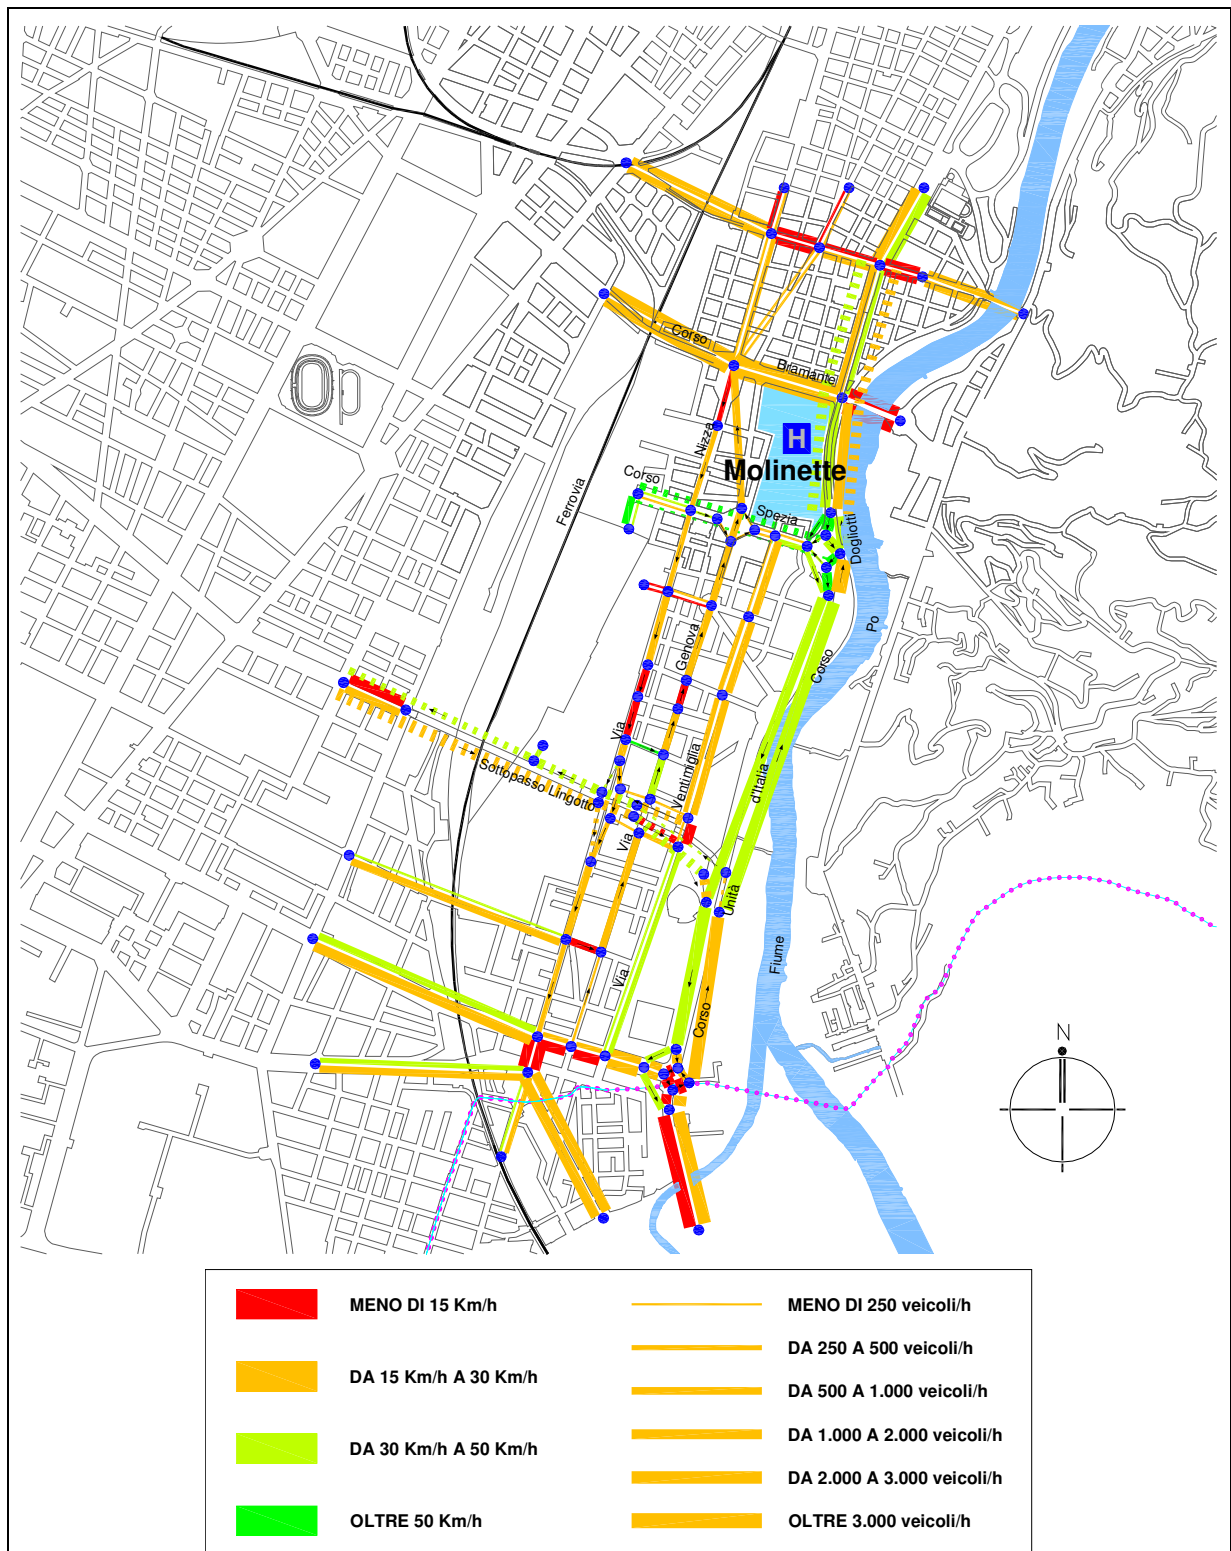 Corso
Bramante
Nizza
H
Molinette
Corso
Spezia
Ferrovia
Dogliotti
Po
Genova
Corso
Via
Ventimiglia
d'Italia
Sottopasso Lingotto
Via
Unità
Fiume
Via
Corso
N
MENO DI 15 Km/h
MENO DI 250 veicoli/h
DA 250 A 500 veicoli/h
DA 15 Km/h A 30 Km/h
DA 500 A 1.000 veicoli/h
DA 30 Km/h A 50 Km/h
DA 1.000 A 2.000 veicoli/h
DA 2.000 A 3.000 veicoli/h
OLTRE 50 Km/h
OLTRE 3.000 veicoli/h